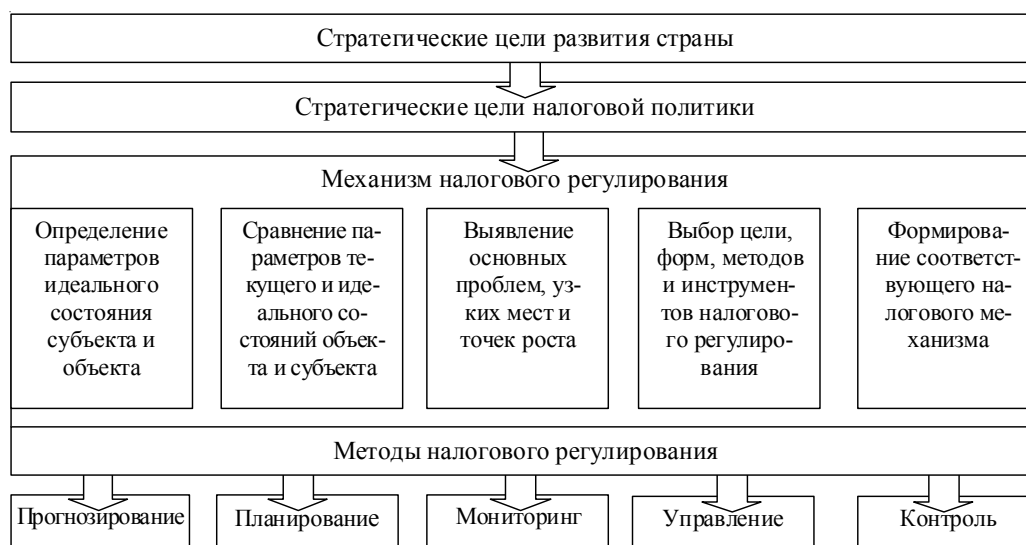 Стратегические цели развития страны
Стратегические цели налоговой политики
Механизм налогового регулирования
Определение
параметров
идеального
состояния
субъекта и
объекта
Сравнение па-
раметров те-
кущего и иде-
ального со-
стояний объек-
та и субъекта
Выявление
основных
проблем, уз-
ких мест и
точек роста
Выбор цели,
форм, методов
и инструмен-
тов налогово-
го регулиро-
вания
Формирова-
ние соответст-
вующего на-
логового ме-
ханизма
Методы налогового регулирования
Прогнозирование
Планирование
Мониторинг
Управление
Контроль